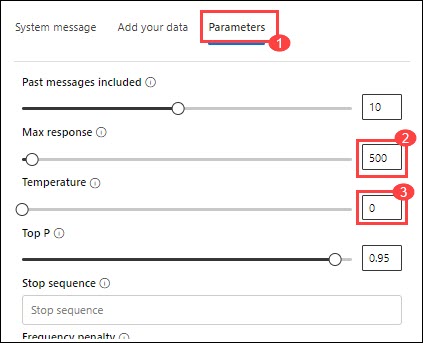 System message Add your data Parameters
1
Past messages included
10
Max response
2
500
Temperature
3
0
Top P
0.95
Stop sequence
Stop sequence
Frequency penalty